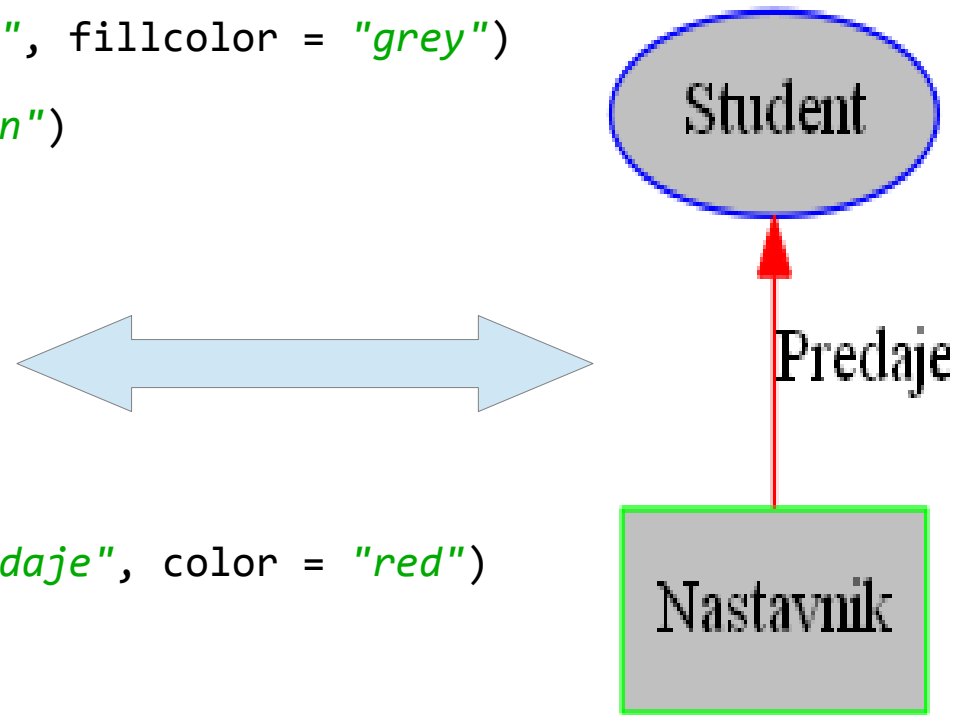 ", fillcolor = "grey")
n")
daje", color = "red")
Student
Predaje
Nastavnik